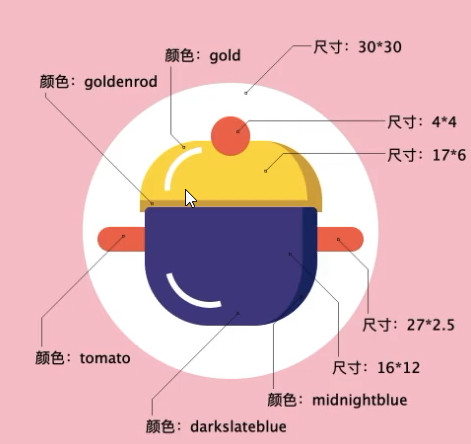 尺寸：30*30
颜色：gold
颜色：goldenrod
尺寸：4*4
尺寸：17*6
尺寸：27*2.5
颜色：tomato
尺寸：16*12
颜色：midnightblue
颜色：darkslateblue